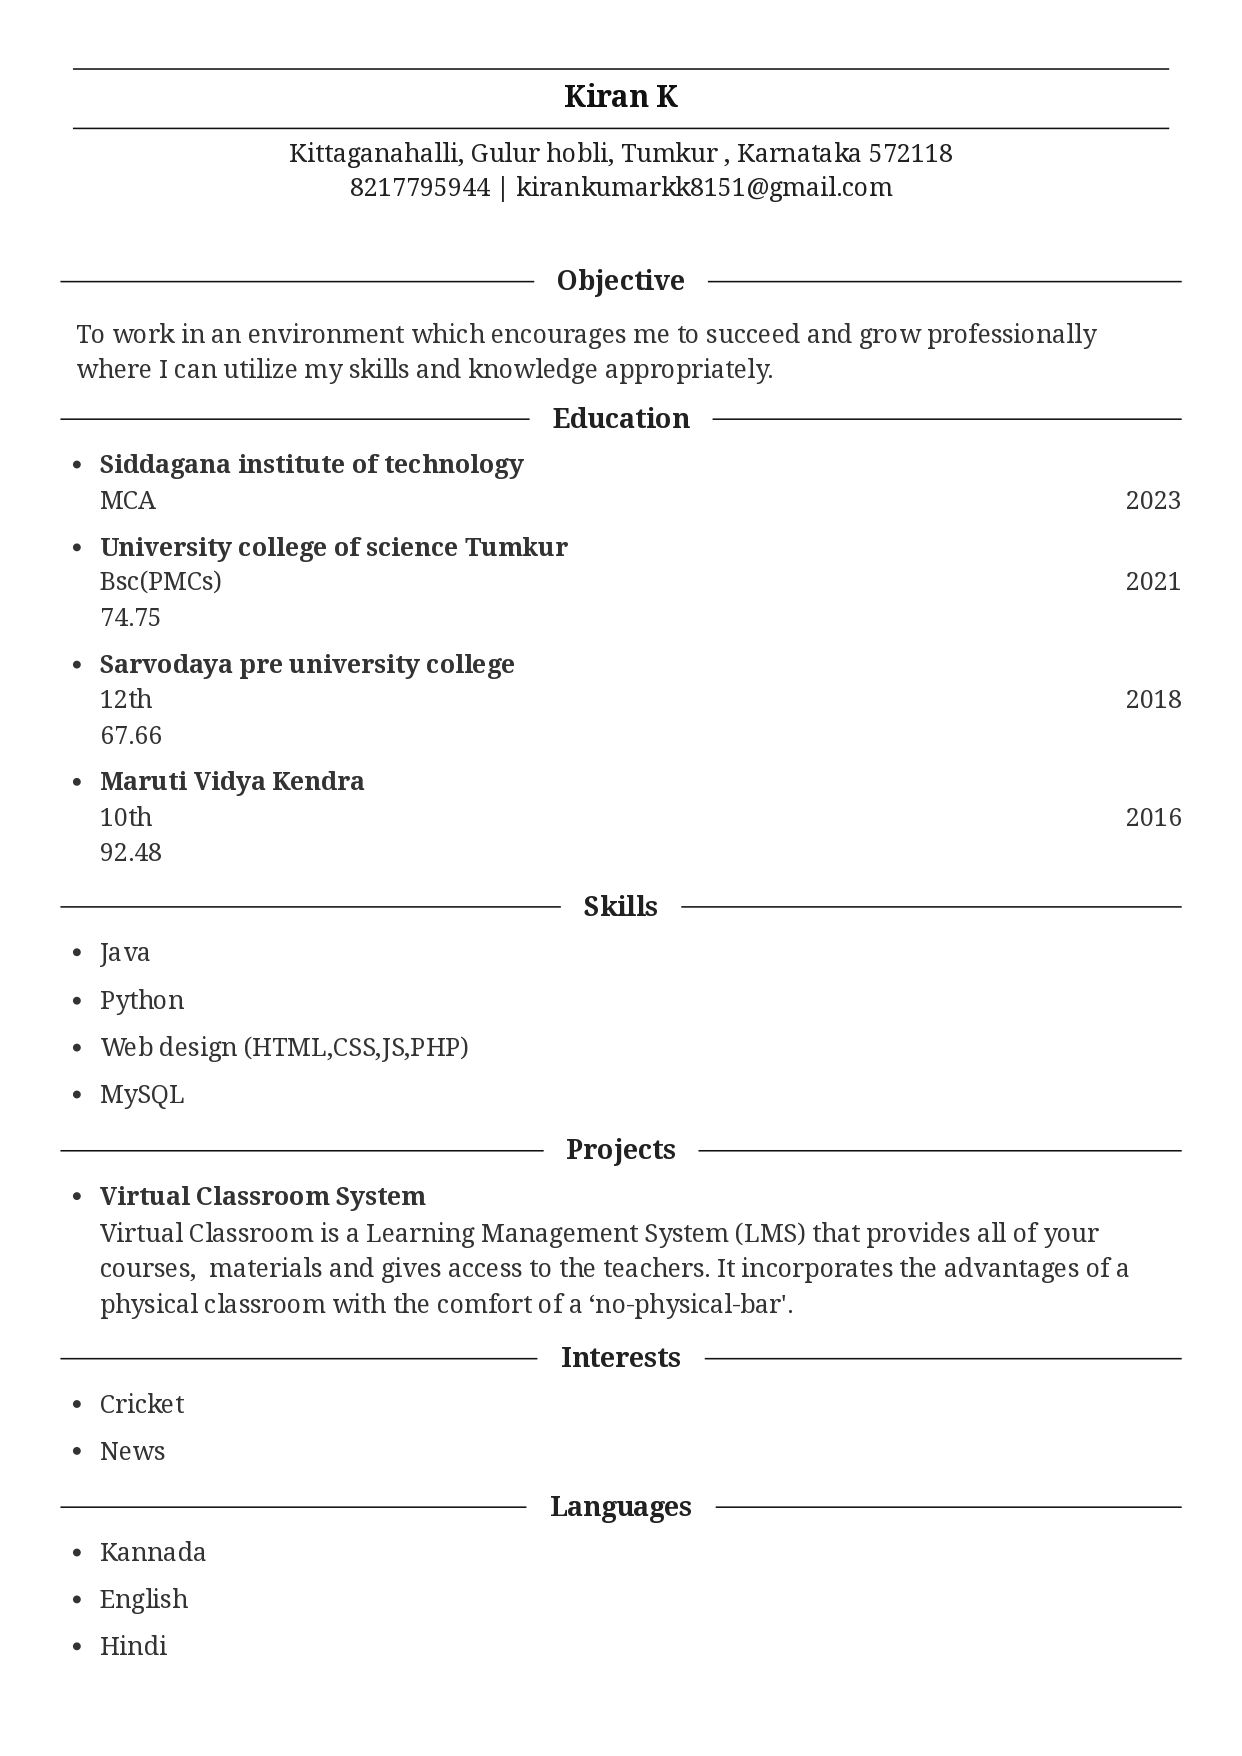 Kiran K
Kittaganahalli, Gulur hobli, Tumkur , Karnataka 572118
8217795944 | kirankumarkk8151@gmail.com
Objective
To work in an environment which encourages me to succeed and grow professionally
where I can utilize my skills and knowledge appropriately.
Education
• Siddagana institute of technology
MCA 2023
• University college of science Tumkur
Bsc(PMCs) 2021
74.75
• Sarvodaya pre university college
12th 2018
67.66
• Maruti Vidya Kendra
10th 2016
92.48
Skills
• Java
• Python
• Web design (HTML,CSS,JS,PHP)
• MySQL
Projects
• Virtual Classroom System
Virtual Classroom is a Learning Management System (LMS) that provides all of your
courses,  materials and gives access to the teachers. It incorporates the advantages of a
physical classroom with the comfort of a ‘no-physical-bar'.
Interests
• Cricket
• News
Languages
• Kannada
• English
• Hindi